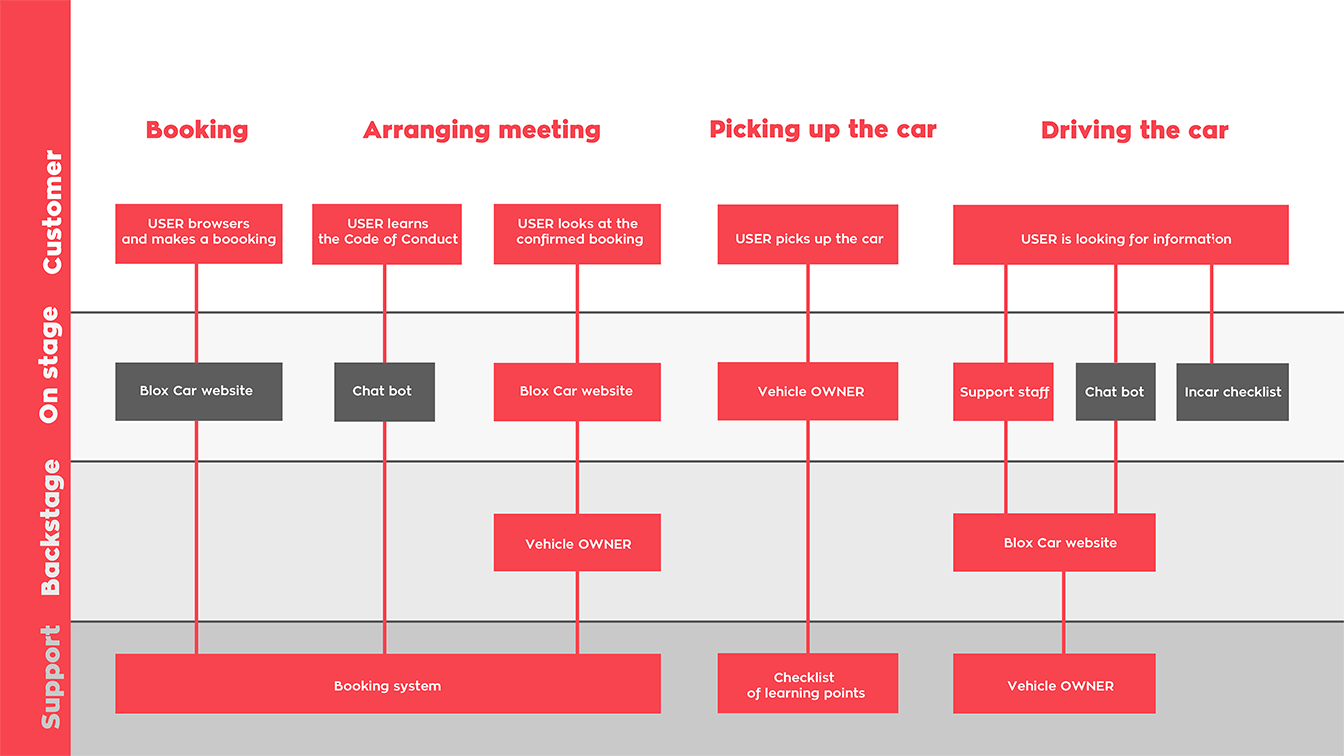 Booking
Arranging meeting
Picking up the car
Driving the car
Customer
USER browsers
and makes a boooking
USER learns
the Code of Conduct
USER looks at the
confirmed booking
USER picks up the car
USER is looking for information
On stage
Blox Car website
Chat bot
Blox Car website
Vehicle OWNER
Support staff
Chat bot
Incar checklist
Backstage
Vehicle OWNER
Blox Car website
Support
Booking system
Checklist
of learning points
Vehicle OWNER